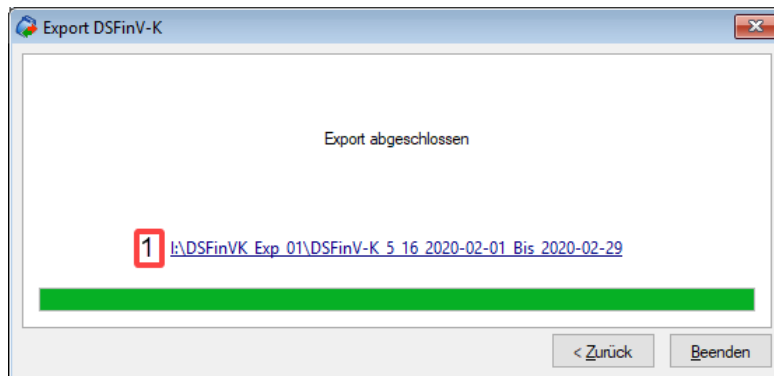 Export DSFinV-K
Export abgeschlossen
1 I:\DSFinVK_Exp_01\DSFinV-K_5_16_2020-02-01_Bis_2020-02-29
< Zurück Beenden